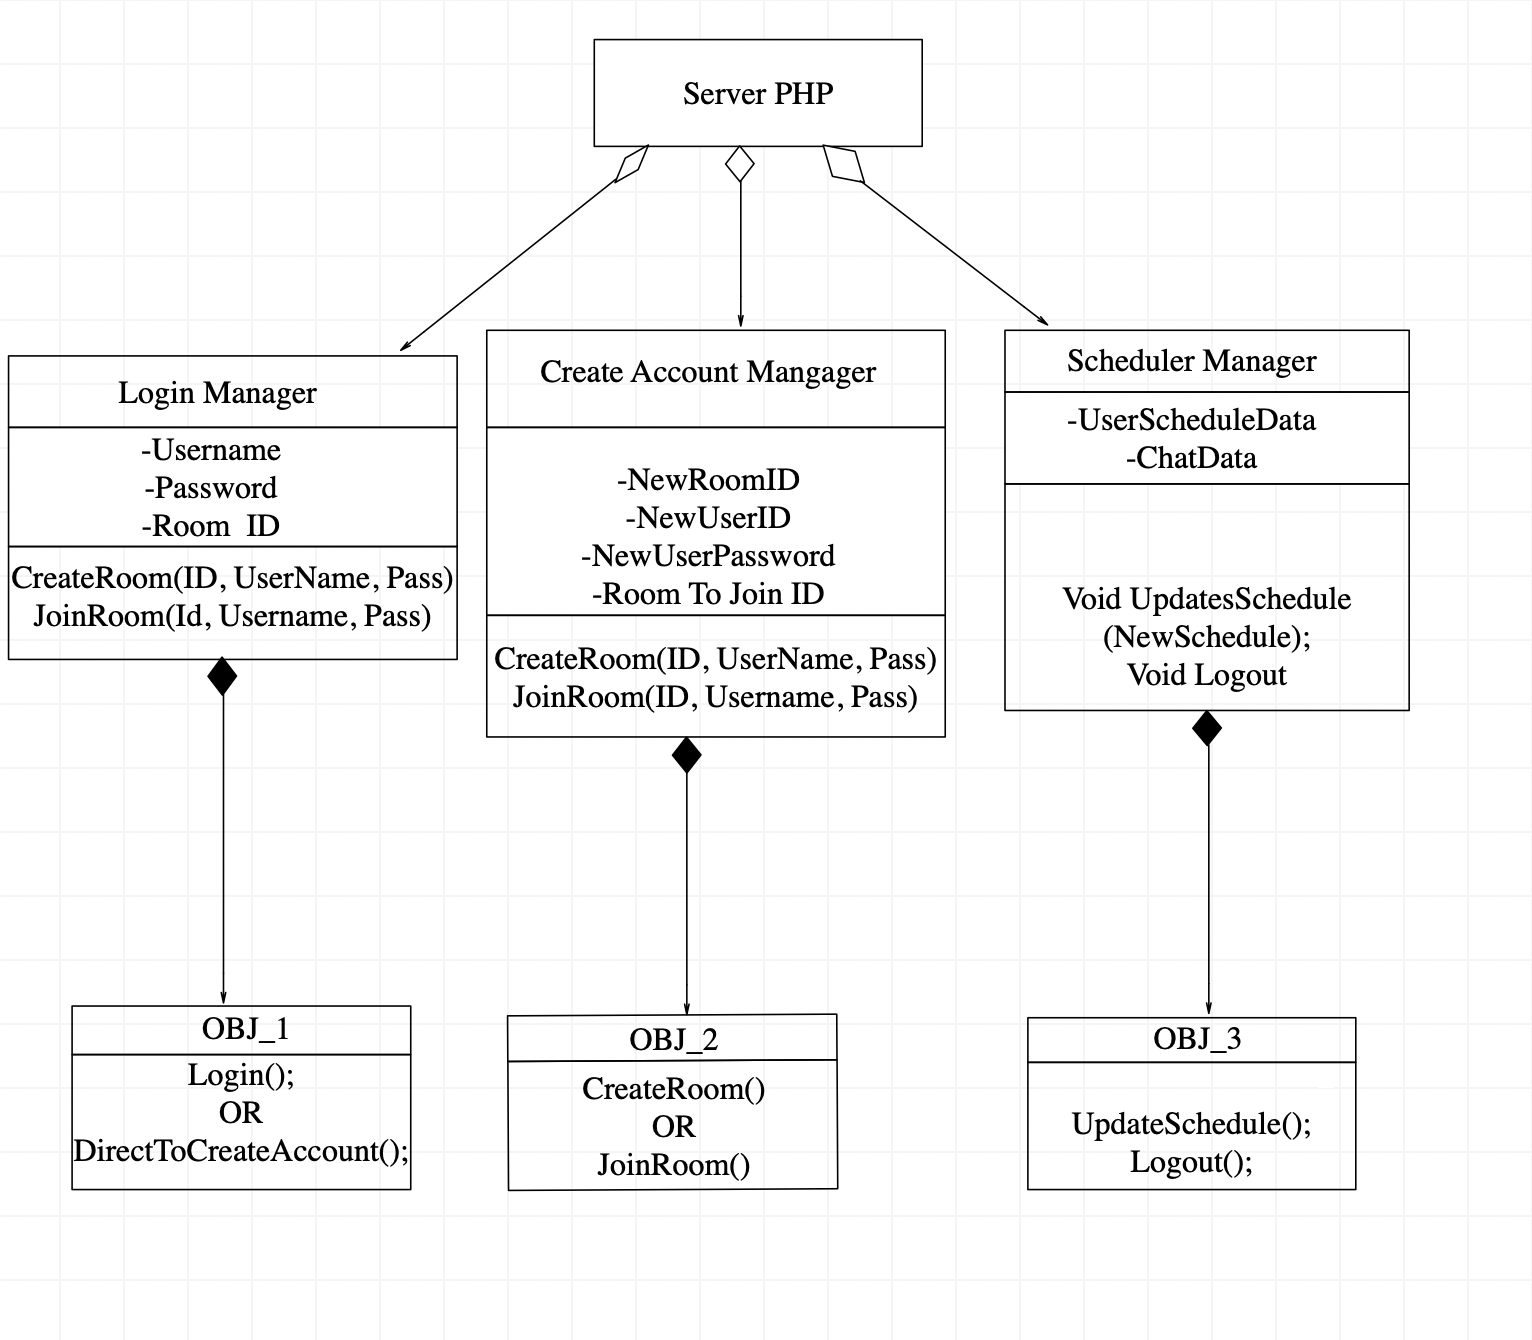 Server PHP
Login Manager
-Username
-Password
-Room  ID
CreateRoom(ID, UserName, Pass)
JoinRoom(Id, Username, Pass)
Create Account Mangager
-NewRoomID
-NewUserID
-NewUserPassword
-Room To Join ID
CreateRoom(ID, UserName, Pass)
JoinRoom(ID, Username, Pass)
Scheduler Manager
-UserScheduleData
-ChatData
Void UpdatesSchedule
(NewSchedule);
Void Logout
OBJ_1
Login();
OR
DirectToCreateAccount();
OBJ_2
CreateRoom()
OR
JoinRoom()
OBJ_3
UpdateSchedule();
Logout();